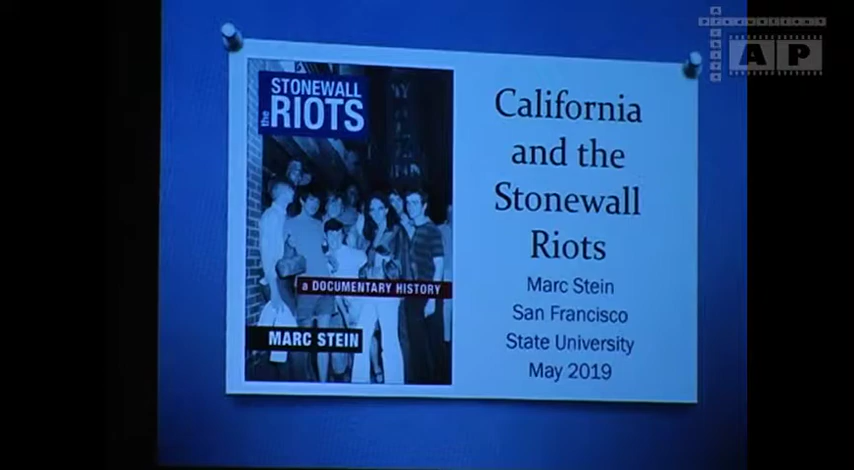 STONEWALL
the RIOTS
a DOCUMENTARY HISTORY
MARC STEIN
California
and the
Stonewall
Riots
Marc Stein
San Francisco
State University
May 2019
AP